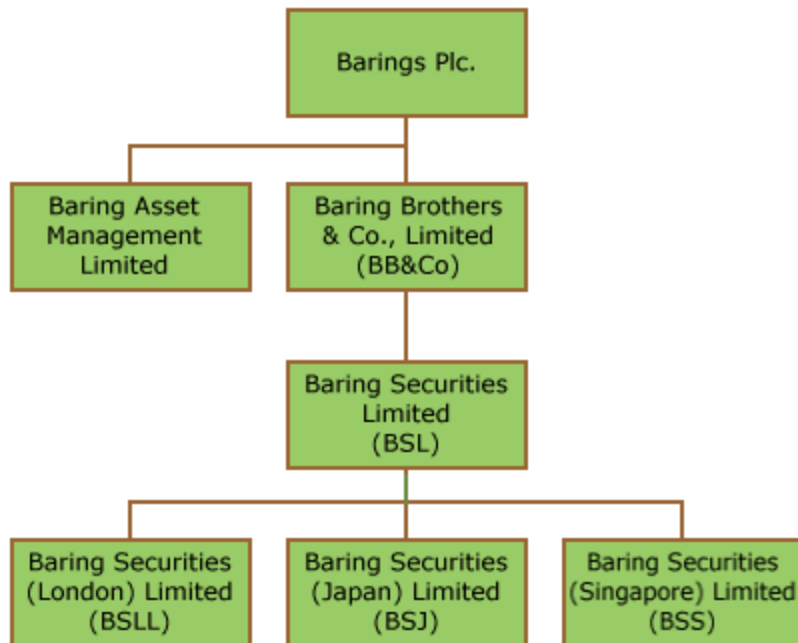 Barings Plc.
Baring Asset
Management
Limited
Baring Brothers
& Co., Limited
(BB&Co)
Baring Securities
Limited
(BSL)
Baring Securities
(London) Limited
(BSLL)
Baring Securities
(Japan) Limited
(BSJ)
Baring Securities
(Singapore) Limited
(BSS)